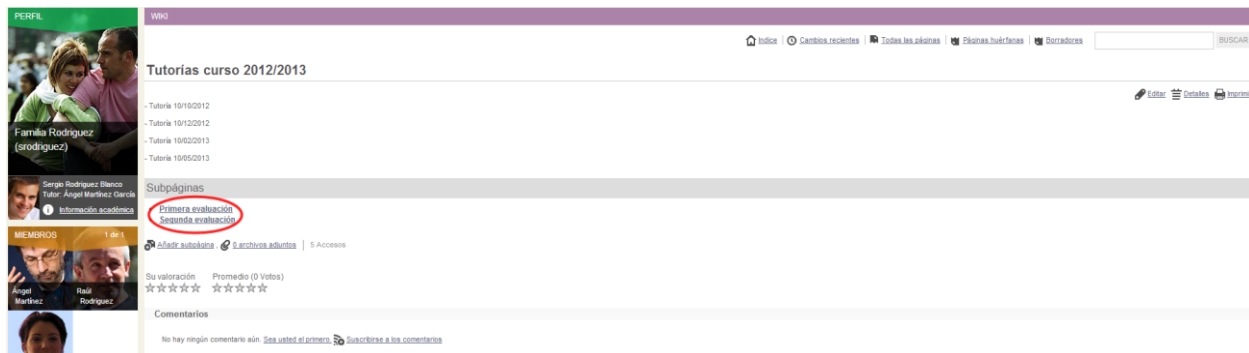 PERFIL
Familia Rodriguez
(srodriguez)
Sergio Rodriguez Blanco
Tutor: Ángel Martínez García
Información académica
MIEMBROS 1 de 1
Ángel Martínez
Raúl Rodriguez
WIKI
Indice | Cambios recientes | Todas las páginas | Páginas huérfanas | Borradores BUSCAR
Tutorías curso 2012/2013
Editar Detalles Imprimi
- Tutoría 10/10/2012
- Tutoría 10/12/2012
- Tutoría 10/02/2013
- Tutoría 10/05/2013
Subpáginas
Primera evaluación
Segunda evaluación
Añadir subpágina , 0 archivos adjuntos | 5 Accesos
Su valoración Promedio (0 Votos)
Comentarios
No hay ningún comentario aún. Sea usted el primero. Suscribirse a los comentarios